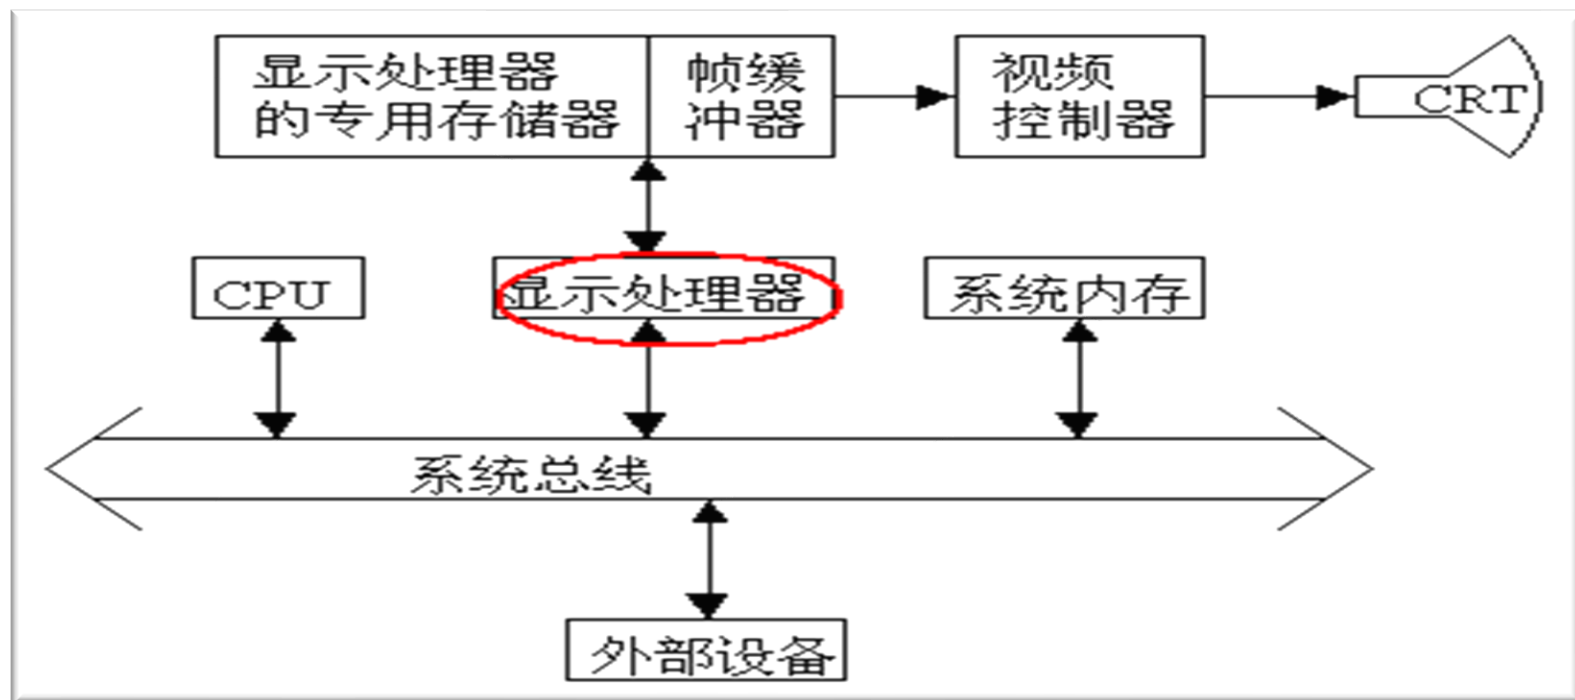 显示处理器
的专用存储器
帧缓
冲器
视频
控制器
CRT
CPU
显示处理器
系统内存
系统总线
外部设备